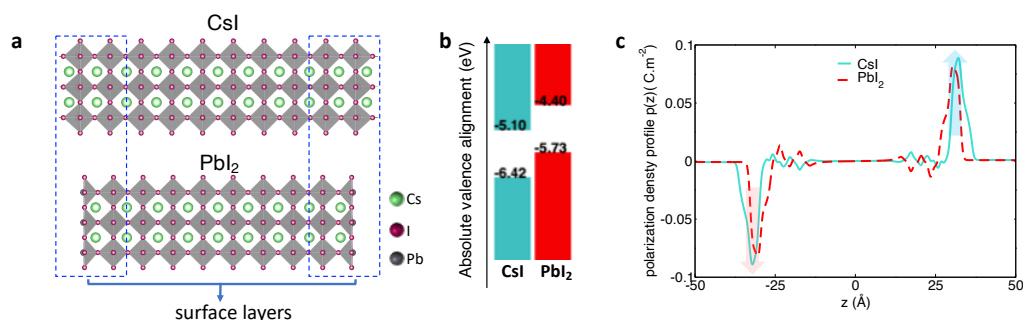 a
CsI
PbI₂
Cs
I
Pb
surface layers
b
Absolute valence alignment (eV)
-5.10
-6.42
-4.40
-5.73
CsI
PbI₂
c
polarization densty profile p(z)( C.m⁻²)
0.1
0.05
0
-0.05
-0.1
CsI
PbI₂
-50
-25
0
25
50
z (Å)